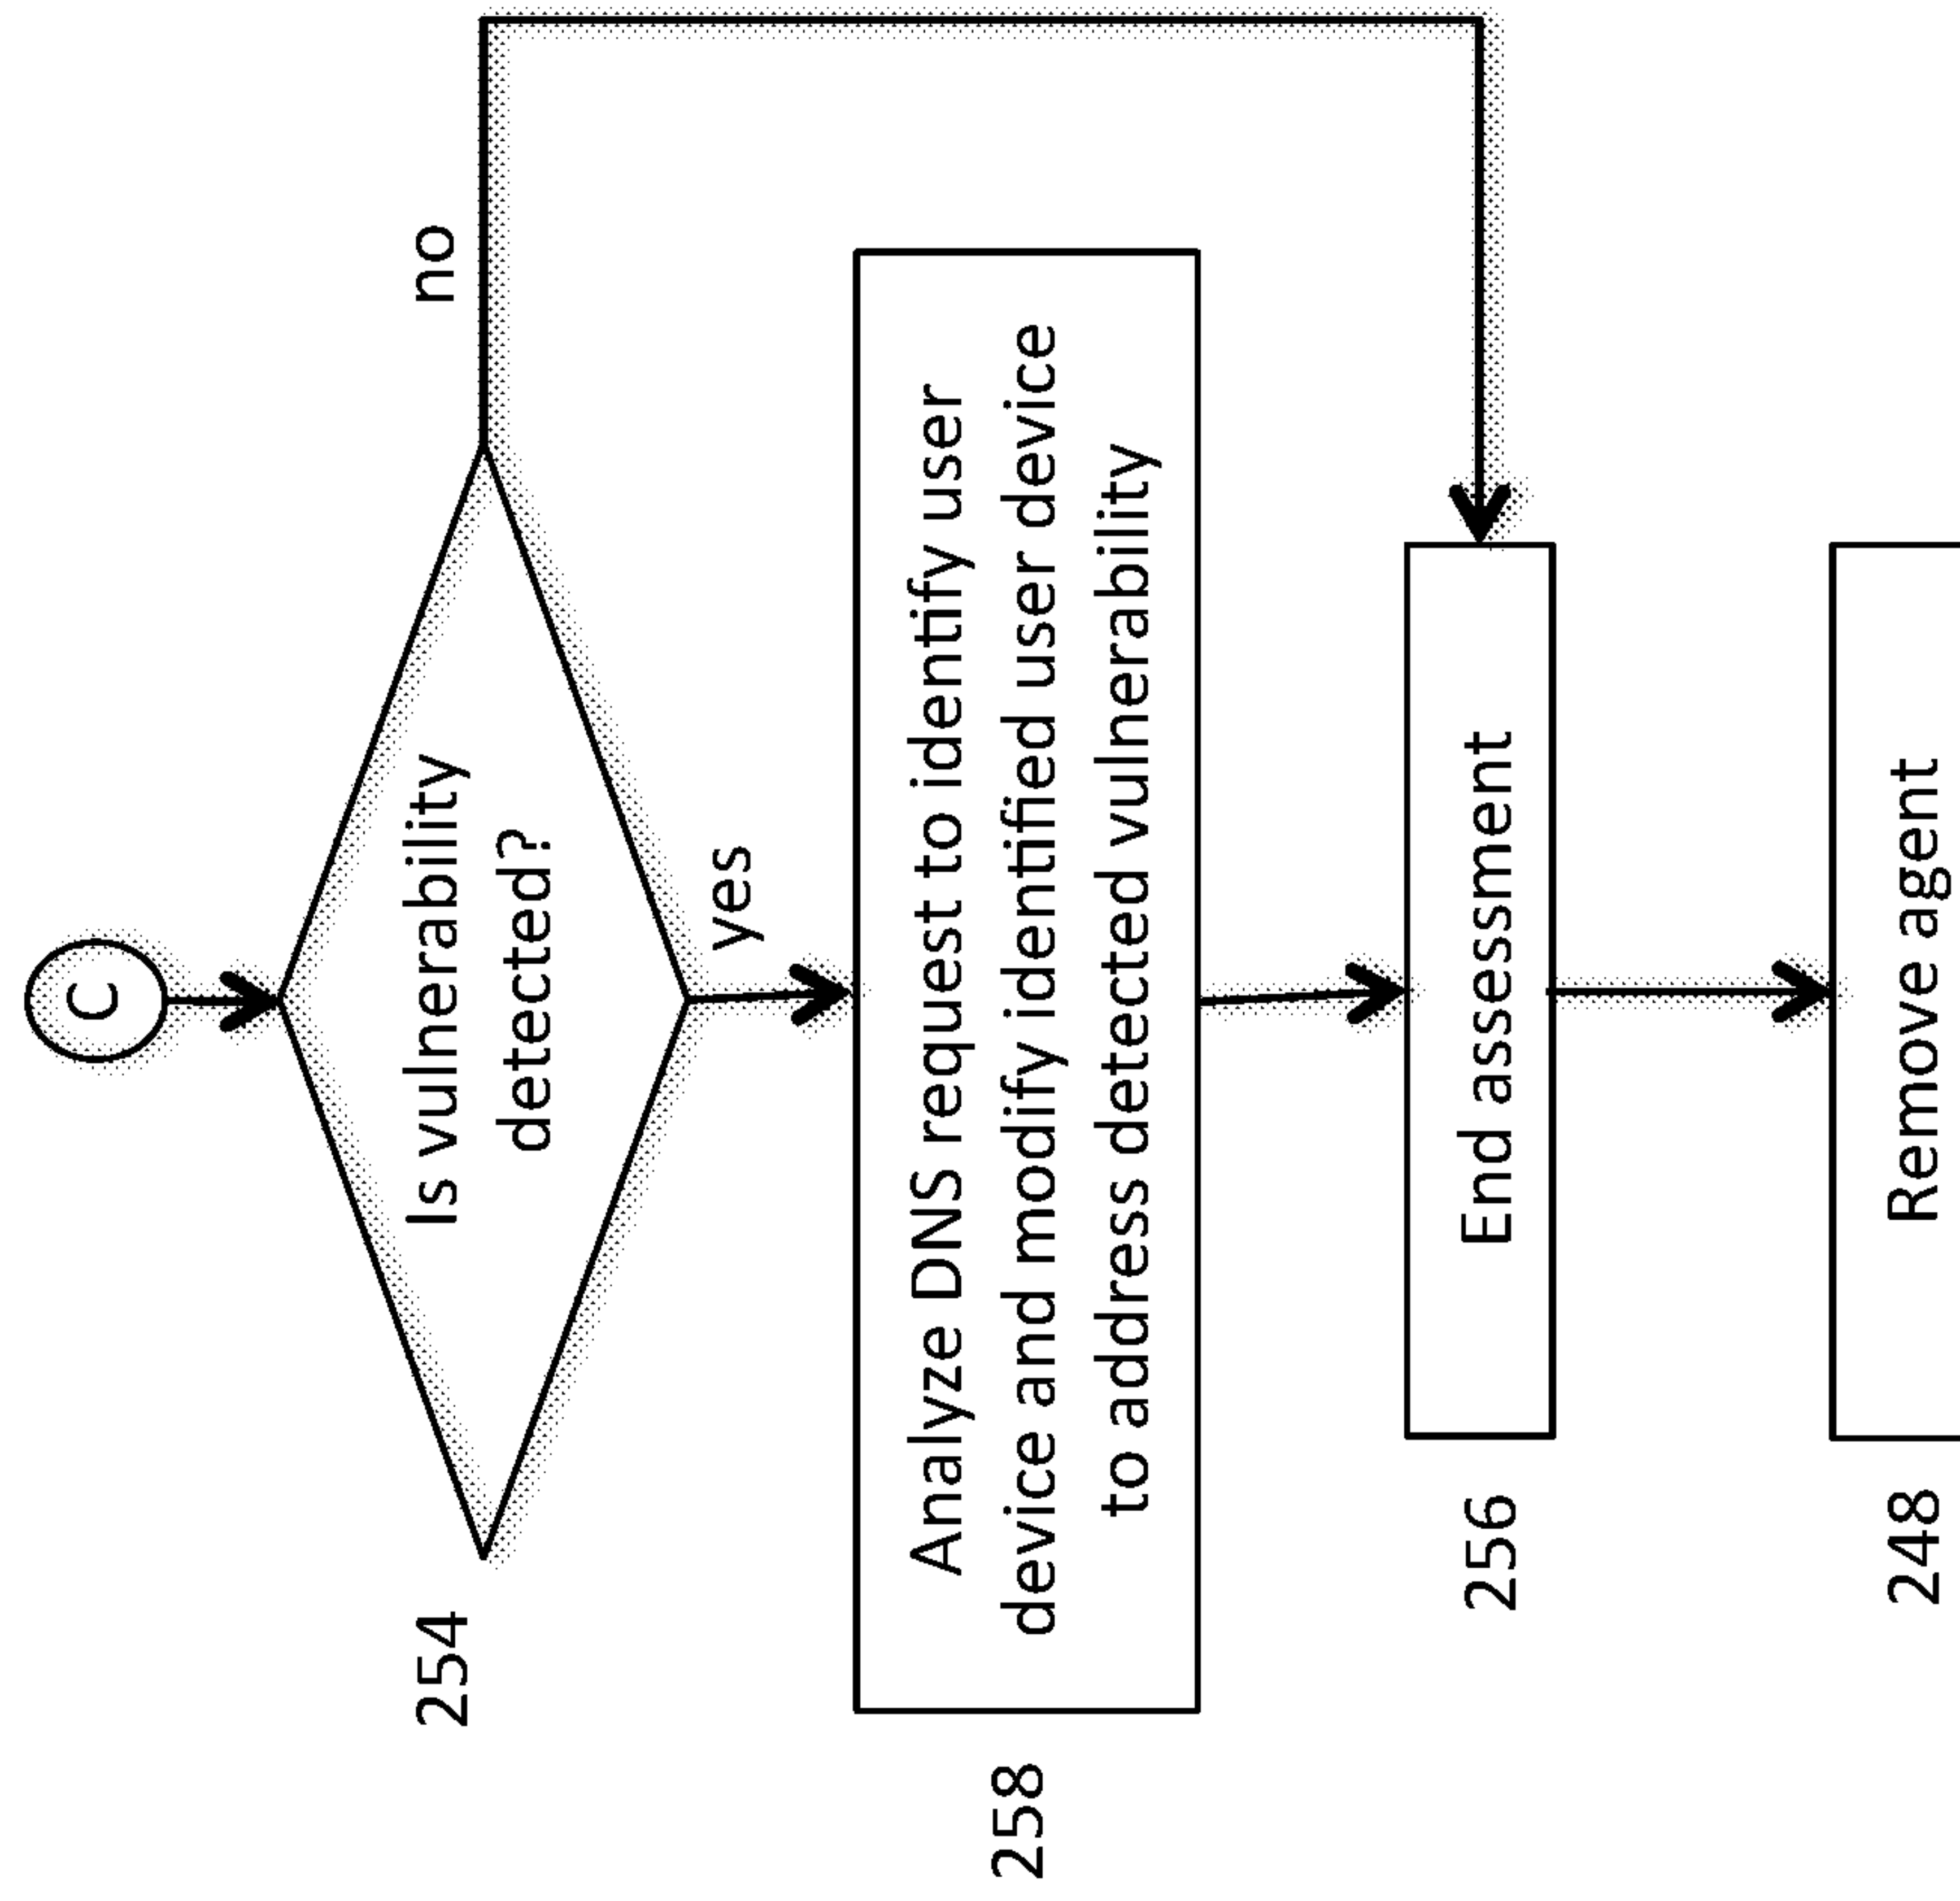 C
254
Is vulnerability
detected?
no
yes
258
Analyze DNS request to identify user
device and modify identified user device
to address detected vulnerability
256
End assessment
248
Remove agent